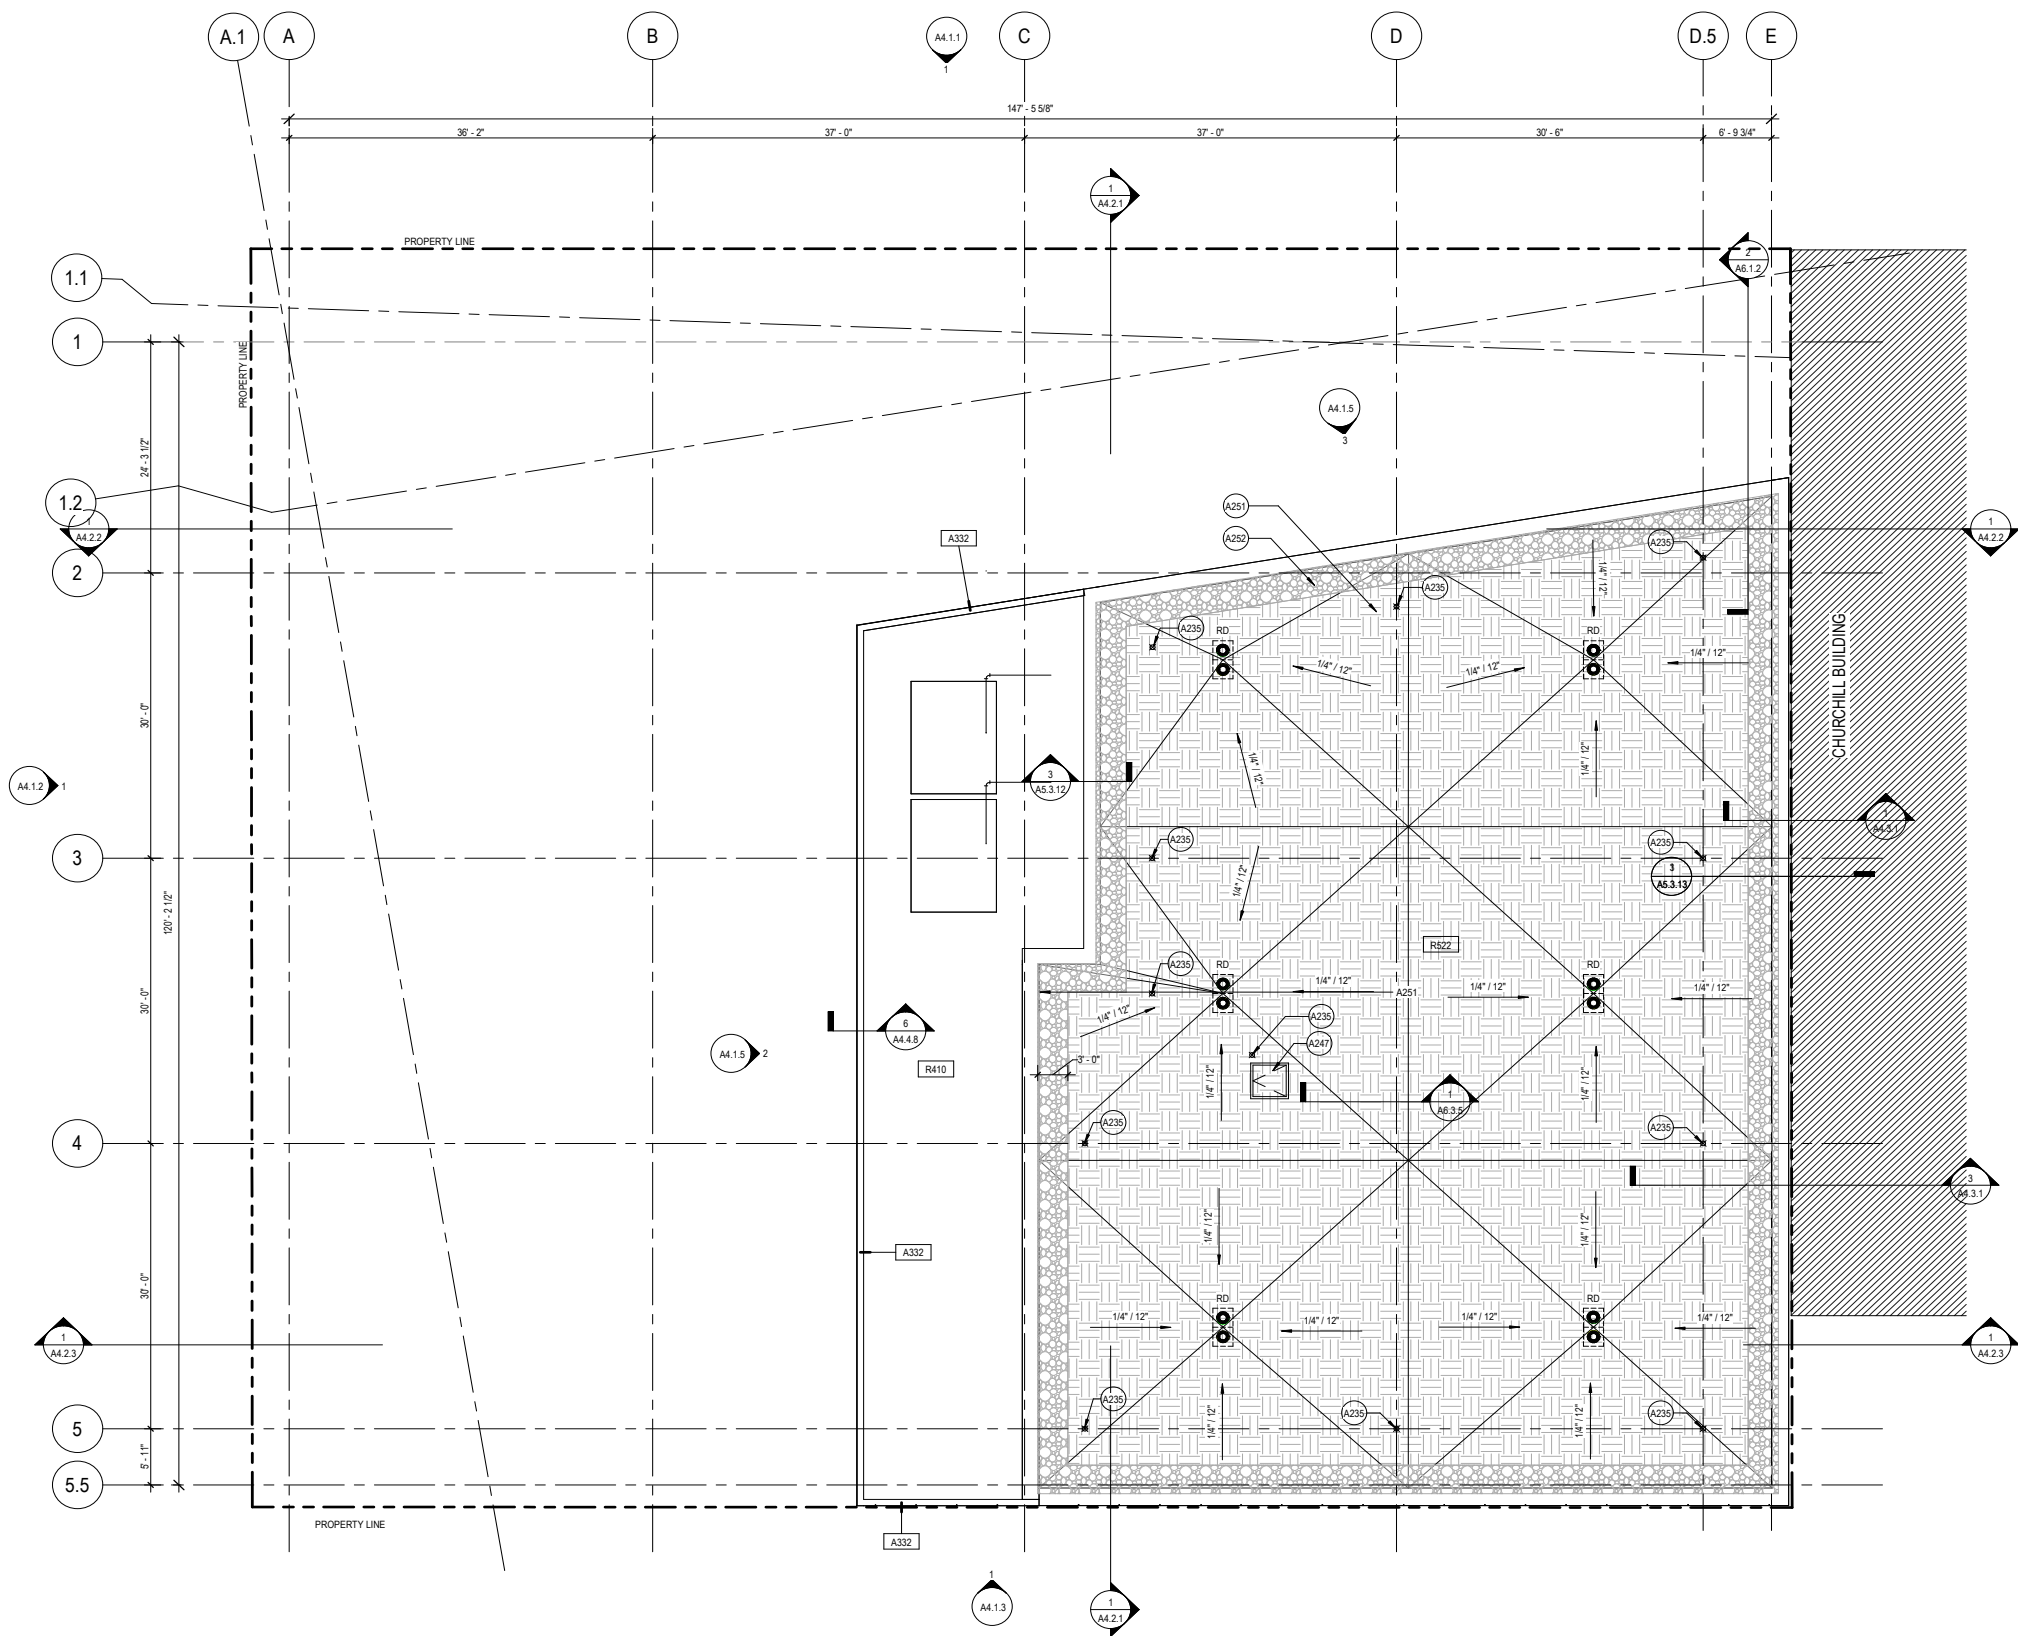 A.1
A
B
A4.1.1
1
C
D
D.5
E
147' - 5 5/8"
36' - 2"
37' - 0"
37' - 0"
30' - 6"
6' - 9 3/4"
1
A4.2.1
PROPERTY LINE
2
A6.1.2
1.1
1
PROPERTY LINE
A4.1.5
3
24' - 3 1/2"
1.2
1
A4.2.2
A251
A252
A332
A235
1
A4.2.2
2
1/4" / 12"
A235
A235
RD
RD
CHURCHILL BUILDING
1/4" / 12"
1/4" / 12"
1/4" / 12"
30' - 0"
1/4" / 12"
1/4" / 12"
3
A5.3.12
A4.1.2
1
1
A4.3.1
A235
A235
3
1/4" / 12"
3
A5.3.13
120' - 2 1/2"
R522
A235
RD
RD
1/4" / 12"
A251
1/4" / 12"
1/4" / 12"
30' - 0"
1/4" / 12"
A235
6
A4.4.8
A4.1.5
2
A247
R410
3' - 0"
1/4" / 12"
1/4" / 12"
1
A6.3.5
A235
A235
4
3
A4.3.1
1/4" / 12"
1/4" / 12"
A332
30' - 0"
RD
RD
1/4" / 12"
1/4" / 12"
1/4" / 12"
1/4" / 12"
1
A4.2.3
1
A4.2.3
A235
A235
A235
1/4" / 12"
1/4" / 12"
5
5' - 11"
5.5
PROPERTY LINE
A332
1
A4.1.3
1
A4.2.1